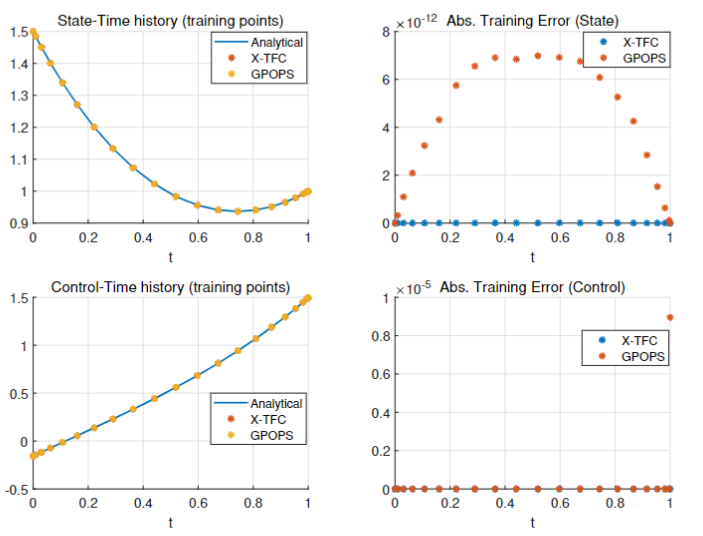 State-Time history (training points)
1.5
1.4
1.3
1.2
1.1
1
0.9
0 0.2 0.4 0.6 0.8 1
t
Analytical
X-TFC
GPOPS
×10^-12 Abs. Training Error (State)
8
6
4
2
0
0 0.2 0.4 0.6 0.8 1
t
X-TFC
GPOPS
Control-Time history (training points)
1.5
1
0.5
0
-0.5
0 0.2 0.4 0.6 0.8 1
t
Analytical
X-TFC
GPOPS
×10^-5 Abs. Training Error (Control)
1
0.8
0.6
0.4
0.2
0
0 0.2 0.4 0.6 0.8 1
t
X-TFC
GPOPS